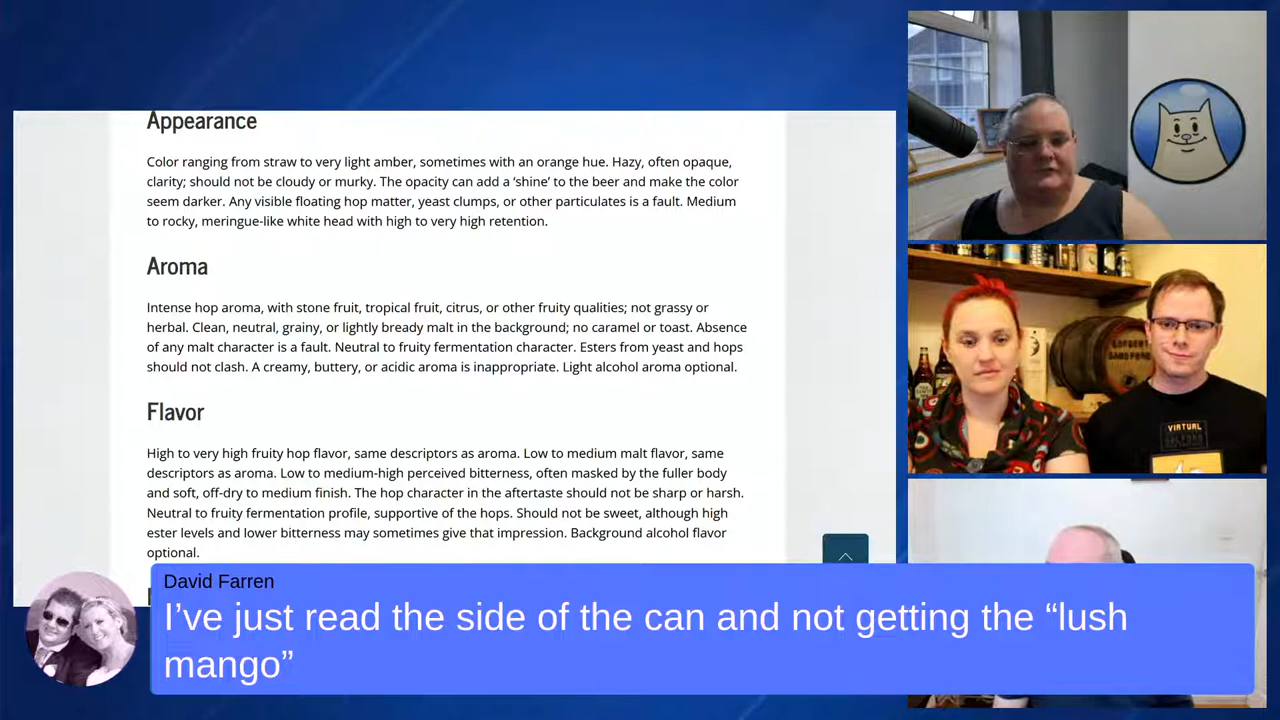 Appearance
Color ranging from straw to very light amber, sometimes with an orange hue. Hazy, often opaque,
clarity; should not be cloudy or murky. The opacity can add a ‘shine’ to the beer and make the color
seem darker. Any visible floating hop matter, yeast clumps, or other particulates is a fault. Medium
to rocky, meringue-like white head with high to very high retention.
Aroma
Intense hop aroma, with stone fruit, tropical fruit, citrus, or other fruity qualities; not grassy or
herbal. Clean, neutral, grainy, or lightly bready malt in the background; no caramel or toast. Absence
of any malt character is a fault. Neutral to fruity fermentation character. Esters from yeast and hops
should not clash. A creamy, buttery, or acidic aroma is inappropriate. Light alcohol aroma optional.
Flavor
High to very high fruity hop flavor, same descriptors as aroma. Low to medium malt flavor, same
descriptors as aroma. Low to medium-high perceived bitterness, often masked by the fuller body
and soft, off-dry to medium finish. The hop character in the aftertaste should not be sharp or harsh.
Neutral to fruity fermentation profile, supportive of the hops. Should not be sweet, although high
ester levels and lower bitterness may sometimes give that impression. Background alcohol flavor
optional.
David Farren
I’ve just read the side of the can and not getting the “lush
mango”
VIRTUAL